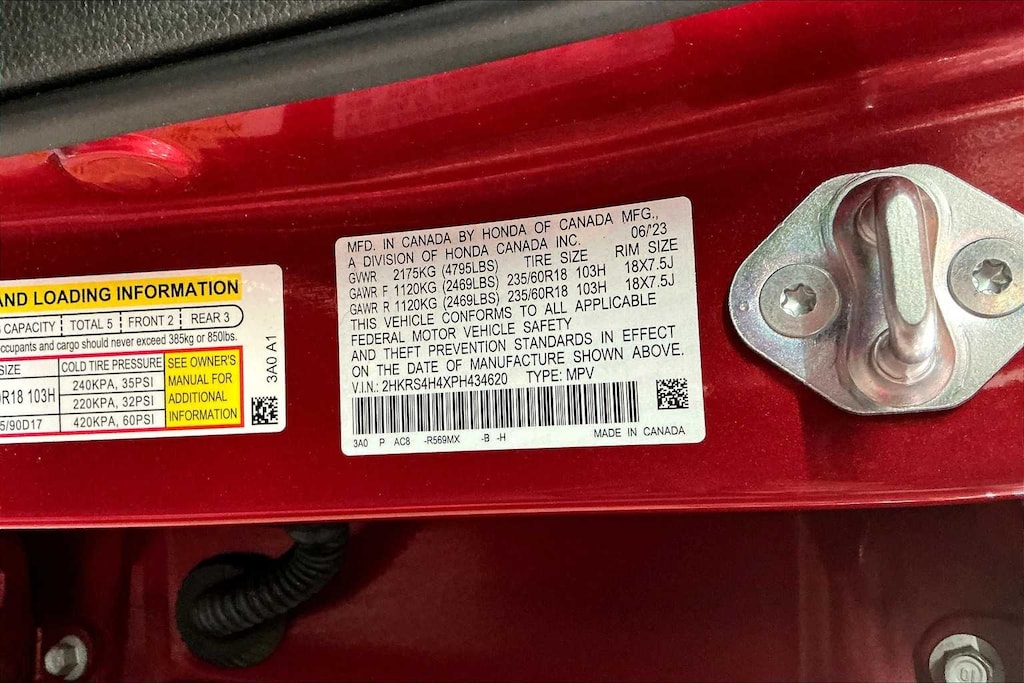 AND LOADING INFORMATION
CAPACITY TOTAL 5 FRONT 2 REAR 3
ccupants and cargo should never exceed 385kg or 850lbs.
SIZE COLD TIRE PRESSURE SEE OWNER'S MANUAL FOR ADDITIONAL INFORMATION
0R18 103H 240KPA, 35PSI
220KPA, 32PSI
5/90D17 420KPA, 60PSI
3A0 A1
MFD. IN CANADA BY HONDA OF CANADA MFG.,
A DIVISION OF HONDA CANADA INC. 06/'23
GVWR 2175KG (4795LBS) TIRE SIZE RIM SIZE
GAWR F 1120KG (2469LBS) 235/60R18 103H 18X7.5J
GAWR R 1120KG (2469LBS) 235/60R18 103H 18X7.5J
THIS VEHICLE CONFORMS TO ALL APPLICABLE
FEDERAL MOTOR VEHICLE SAFETY
AND THEFT PREVENTION STANDARDS IN EFFECT
ON THE DATE OF MANUFACTURE SHOWN ABOVE.
V.I.N.: 2HKRS4H4XPH434620 TYPE: MPV
3A0 P AC8 -R569MX -B -H MADE IN CANADA